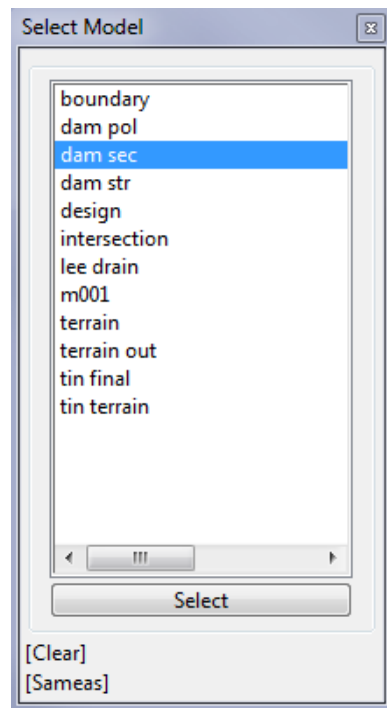 Select Model
boundary
dam pol
dam sec
dam str
design
intersection
lee drain
m001
terrain
terrain out
tin final
tin terrain
Select
[Clear]
[Sameas]